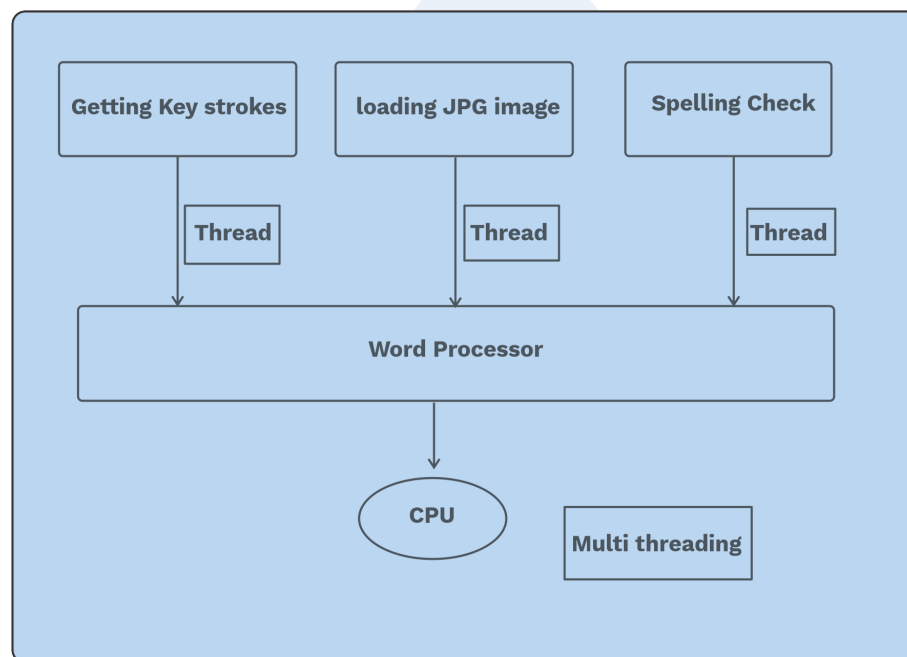 Getting Key strokes
loading JPG image
Spelling Check
Thread
Thread
Thread
Word Processor
CPU
Multi threading